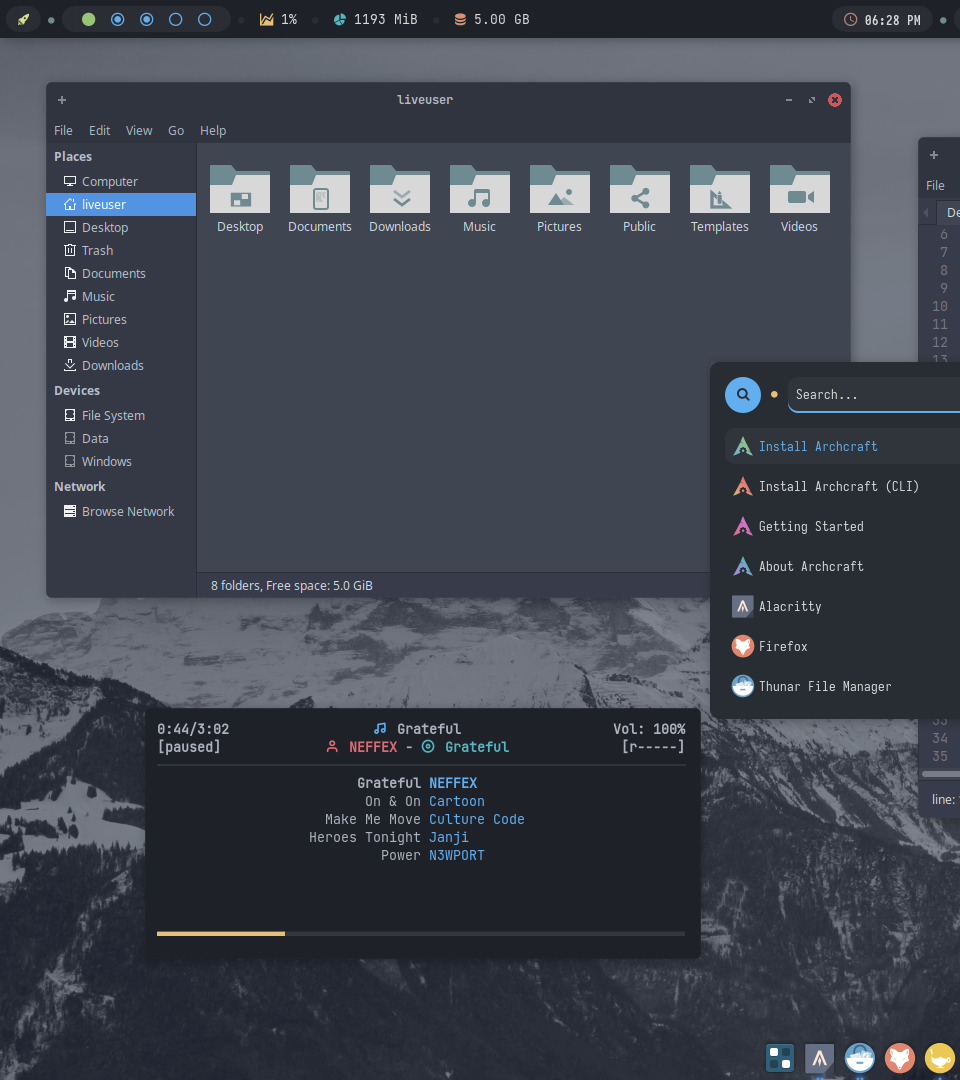 1% 1193 MiB 5.00 GB 06:28 PM
liveuser
File Edit View Go Help
Places
Computer
liveuser
Desktop
Trash
Documents
Music
Pictures
Videos
Downloads
Devices
File System
Data
Windows
Network
Browse Network
Desktop Documents Downloads Music Pictures Public Templates Videos
8 folders, Free space: 5.0 GiB
File
De
6
7
8
9
10
11
12
13
Search...
Install Archcraft
Install Archcraft (CLI)
Getting Started
About Archcraft
Alacritty
Firefox
Thunar File Manager
33
34
35
line:
0:44/3:02 Grateful Vol: 100%
[paused] NEFFEX - Grateful [r-----]
Grateful NEFFEX
On & On Cartoon
Make Me Move Culture Code
Heroes Tonight Janji
Power N3WPORT